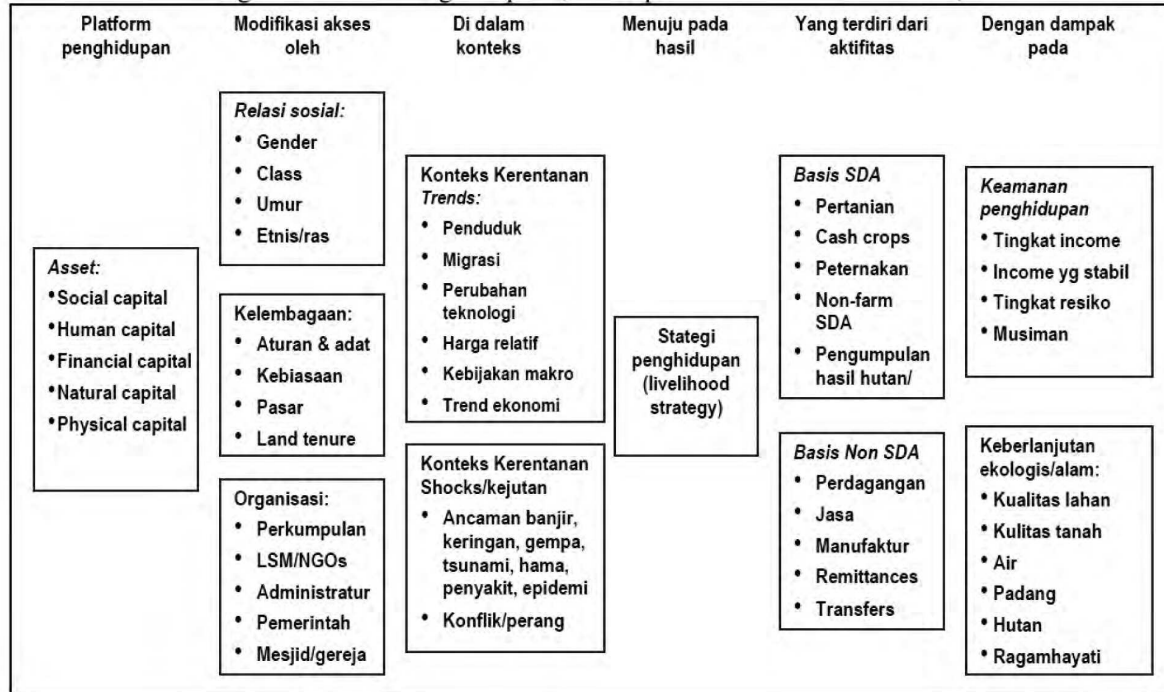 Platform
penghidupan
Modifikasi akses
oleh
Di dalam
konteks
Menuju pada
hasil
Yang terdiri dari
aktifitas
Dengan dampak
pada
Asset:
•Social capital
•Human capital
•Financial capital
•Natural capital
•Physical capital
Relasi sosial:
• Gender
• Class
• Umur
• Etnis/ras
Kelembagaan:
• Aturan & adat
• Kebiasaan
• Pasar
• Land tenure
Organisasi:
• Perkumpulan
• LSM/NGOs
• Administratur
• Pemerintah
• Mesjid/gereja
Konteks Kerentanan
Trends:
• Penduduk
• Migrasi
• Perubahan
teknologi
• Harga relatif
• Kebijakan makro
• Trend ekonomi
Konteks Kerentanan
Shocks/kejutan
• Ancaman banjir,
keringan, gempa,
tsunami, hama,
penyakit, epidemi
• Konflik/perang
Stategi
penghidupan
(livelihood
strategy)
Basis SDA
• Pertanian
• Cash crops
• Peternakan
• Non-farm
SDA
• Pengumpulan
hasil hutan/
Basis Non SDA
• Perdagangan
• Jasa
• Manufaktur
• Remittances
• Transfers
Keamanan
penghidupan
• Tingkat income
• Income yg stabil
• Tingkat resiko
• Musiman
Keberlanjutan
ekologis/alam:
• Kualitas lahan
• Kulitas tanah
• Air
• Padang
• Hutan
• Ragamhayati